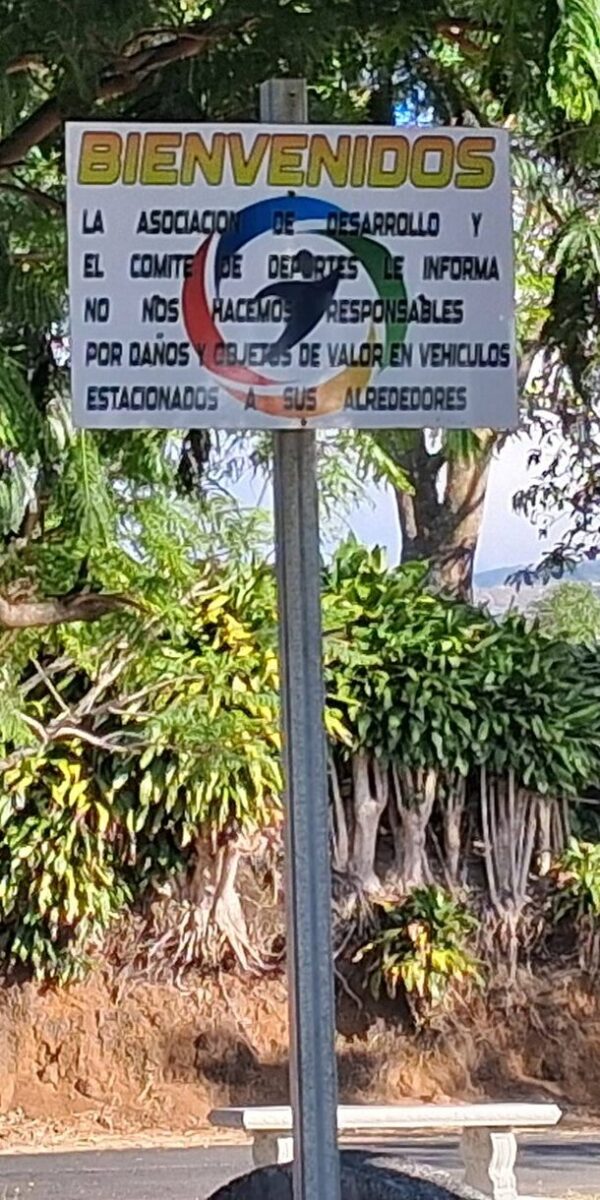 BIENVENIDOS
LA ASOCIACION DE DESARROLLO Y
EL COMITE DE DEPORTES LE INFORMA
NO NOS HACEMOS RESPONSABLES
POR DAÑOS Y OBJETOS DE VALOR EN VEHICULOS
ESTACIONADOS A SUS ALREDEDORES